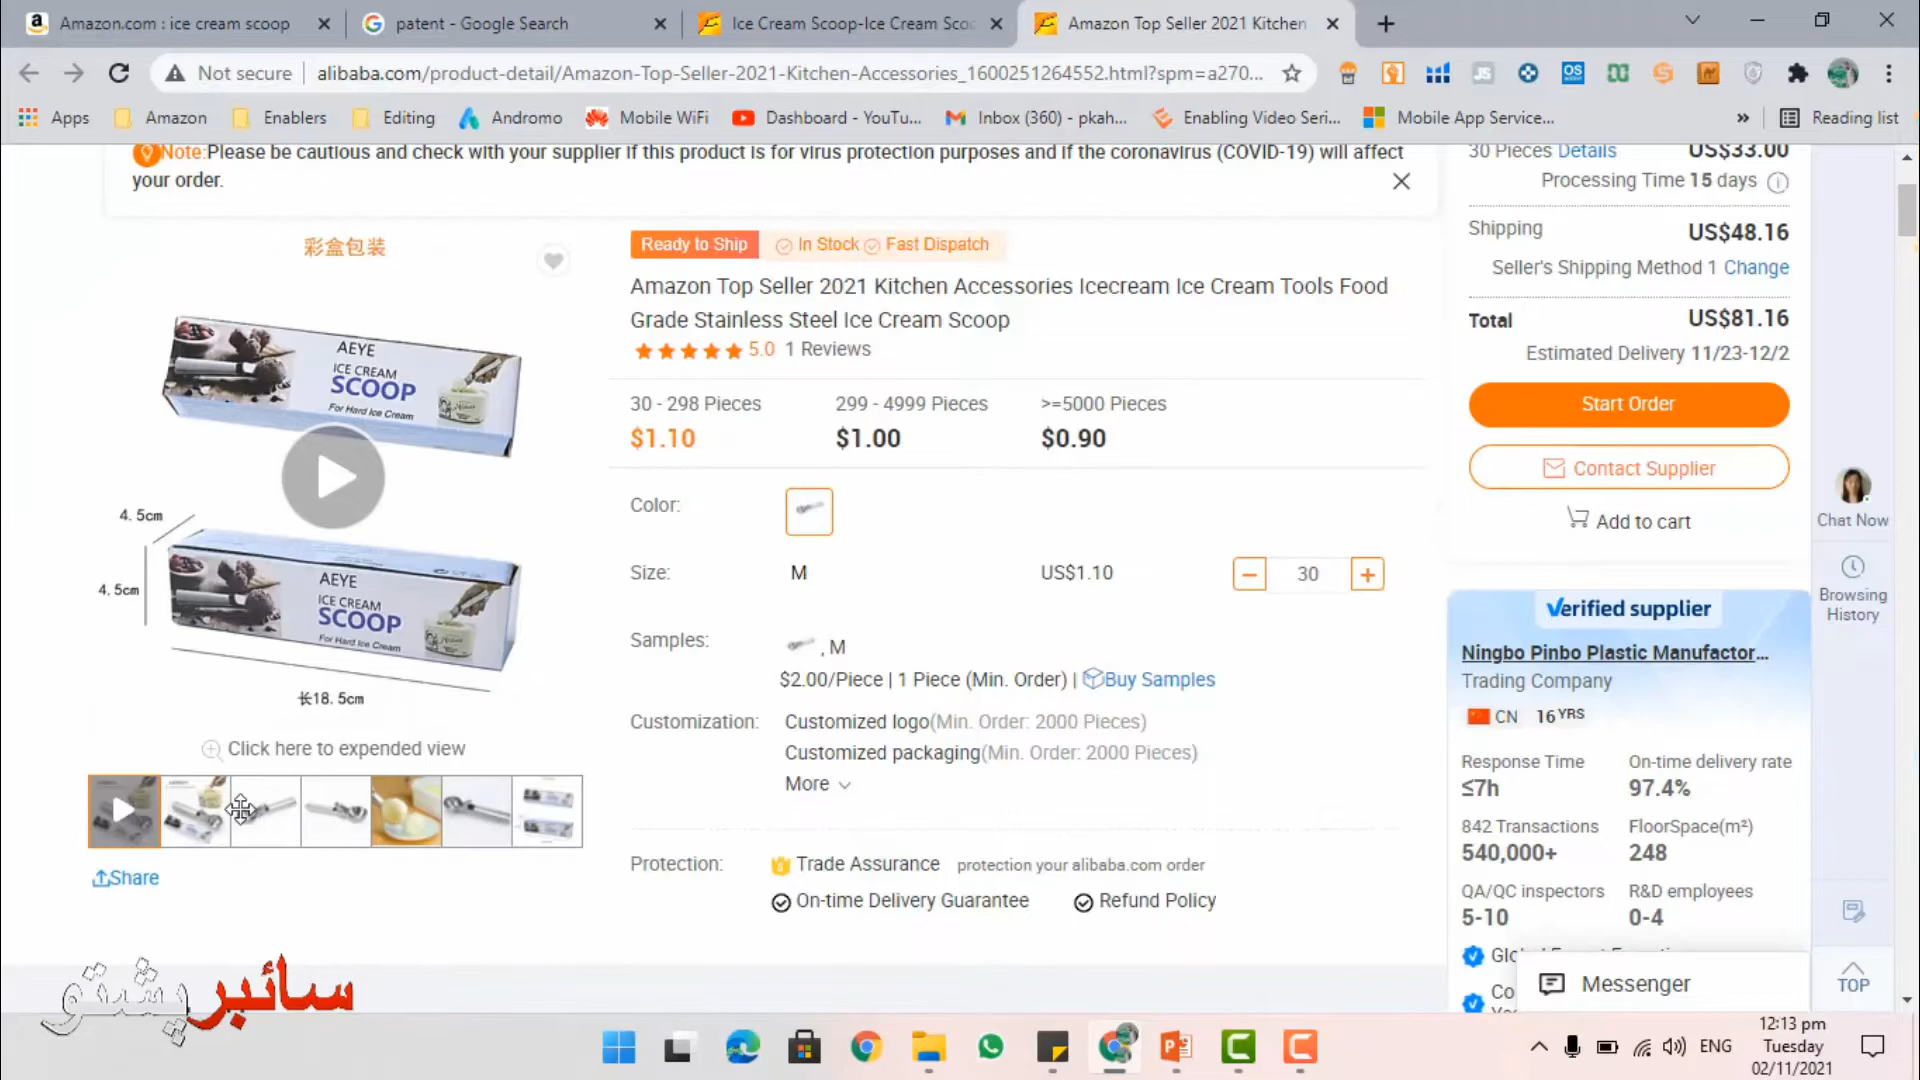 Amazon.com : ice cream scoop
patent - Google Search
Ice Cream Scoop-Ice Cream Scoo
Amazon Top Seller 2021 Kitchen
Not secure
alibaba.com/product-detail/Amazon-Top-Seller-2021-Kitchen-Accessories_1600251264552.html?spm=a270...
Apps
Amazon
Enablers
Editing
Andromo
Mobile WiFi
Dashboard - YouTu...
Inbox (360) - pkah...
Enabling Video Seri...
Mobile App Service...
»
Reading list
Note:Please be cautious and check with your supplier if this product is for virus protection purposes and if the coronavirus (COVID-19) will affect
your order.
彩盒包装
AEYE
ICE CREAM
SCOOP
For Hard Ice Cream
4.5cm
4.5cm
AEYE
ICE CREAM
SCOOP
For Hard Ice Cream
长18.5cm
Click here to expended view
Share
Ready to Ship
In Stock
Fast Dispatch
Amazon Top Seller 2021 Kitchen Accessories Icecream Ice Cream Tools Food
Grade Stainless Steel Ice Cream Scoop
5.0 1 Reviews
30 - 298 Pieces
299 - 4999 Pieces
>=5000 Pieces
$1.10
$1.00
$0.90
Color:
Size:
M
US$1.10
30
Samples:
, M
$2.00/Piece | 1 Piece (Min. Order) | Buy Samples
Customization:
Customized logo(Min. Order: 2000 Pieces)
Customized packaging(Min. Order: 2000 Pieces)
More
Protection:
Trade Assurance protection your alibaba.com order
On-time Delivery Guarantee
Refund Policy
30 Pieces Details
US$33.00
Processing Time 15 days
Shipping
US$48.16
Seller's Shipping Method 1 Change
Total
US$81.16
Estimated Delivery 11/23-12/2
Start Order
Contact Supplier
Add to cart
Chat Now
Browsing
History
Verified supplier
Ningbo Pinbo Plastic Manufactor...
Trading Company
CN 16 YRS
Response Time
On-time delivery rate
≤7h
97.4%
842 Transactions
FloorSpace(m²)
540,000+
248
QA/QC inspectors
R&D employees
5-10
0-4
Co
Messenger
TOP
سائبر پښتو
ENG
12:13 pm
Tuesday
02/11/2021